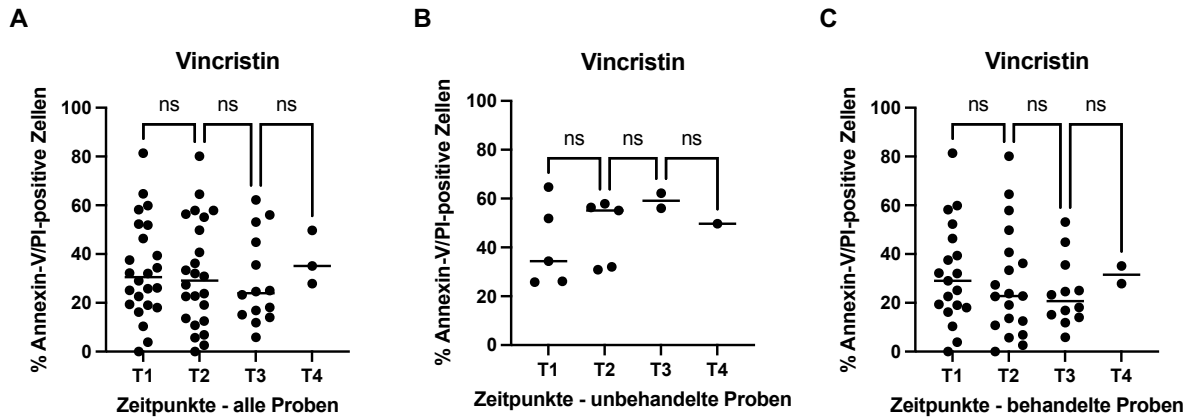 A
Vincristin
% Annexin-V/PI-positive Zellen
100
80
60
40
20
0
ns
ns
ns
T1
T2
T3
T4
Zeitpunkte - alle Proben
B
Vincristin
% Annexin-V/PI-positive Zellen
100
80
60
40
20
0
ns
ns
ns
T1
T2
T3
T4
Zeitpunkte - unbehandelte Proben
C
Vincristin
% Annexin-V/PI-positive Zellen
100
80
60
40
20
0
ns
ns
ns
T1
T2
T3
T4
Zeitpunkte - behandelte Proben